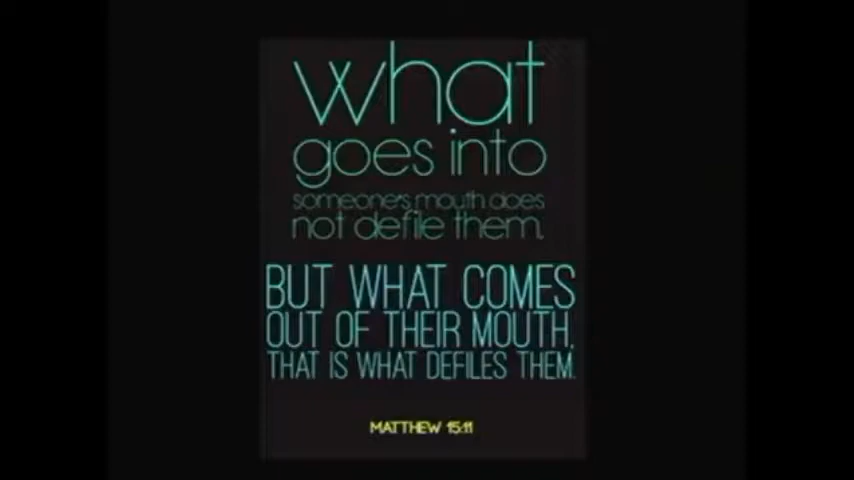 what
goes into
someone's mouth does
not defile them.
BUT WHAT COMES
OUT OF THEIR MOUTH,
THAT IS WHAT DEFILES THEM.
MATTHEW 15:11